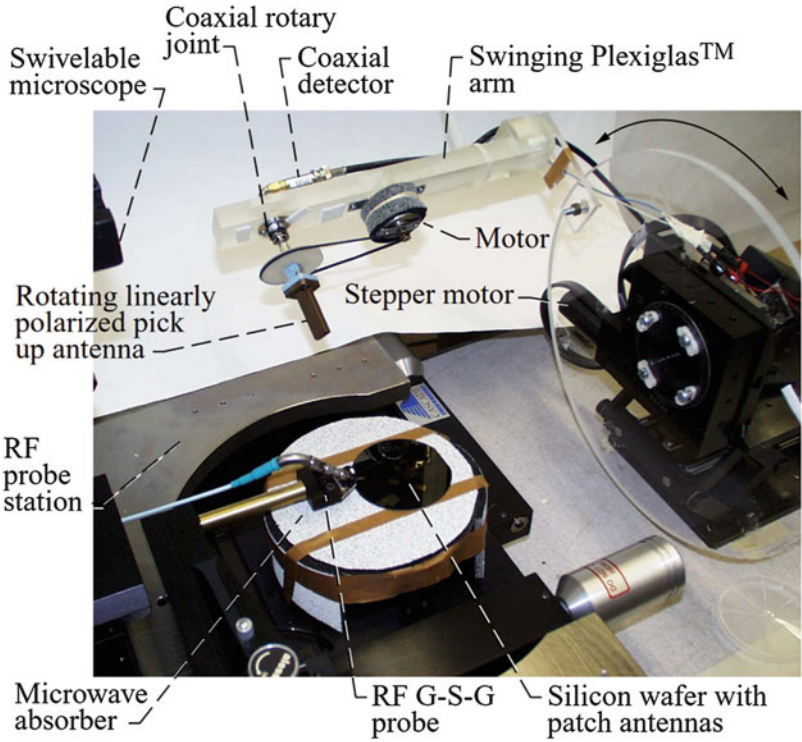 Coaxial rotary
joint
Swivelable
microscope
Coaxial
detector
Swinging Plexiglas™
arm
Motor
Stepper motor
Rotating linearly
polarized pick
up antenna
RF
probe
station
Microwave
absorber
RF G-S-G
probe
Silicon wafer with
patch antennas